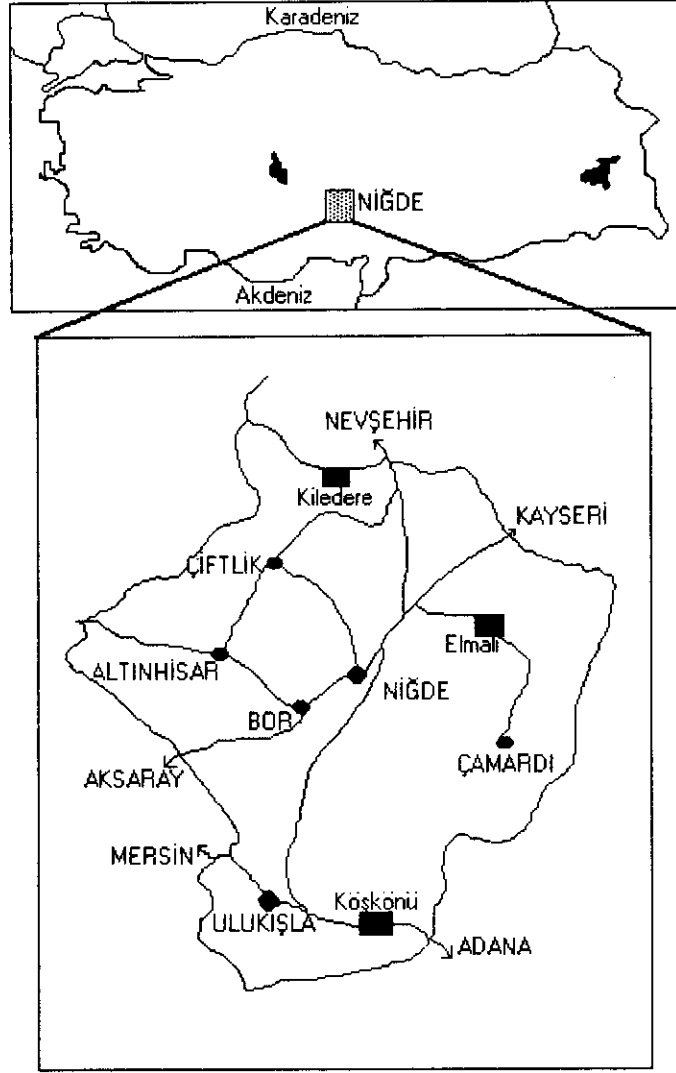 Karadeniz
NİĞDE
Akdeniz
NEVŞEHİR
Kiledere
KAYSERİ
ÇİFTLİK
Elmalı
ALTINHİSAR
NİĞDE
BOR
ÇAMARDI
AKSARAY
MERSİN
Köşkönü
ULUKIŞLA
ADANA